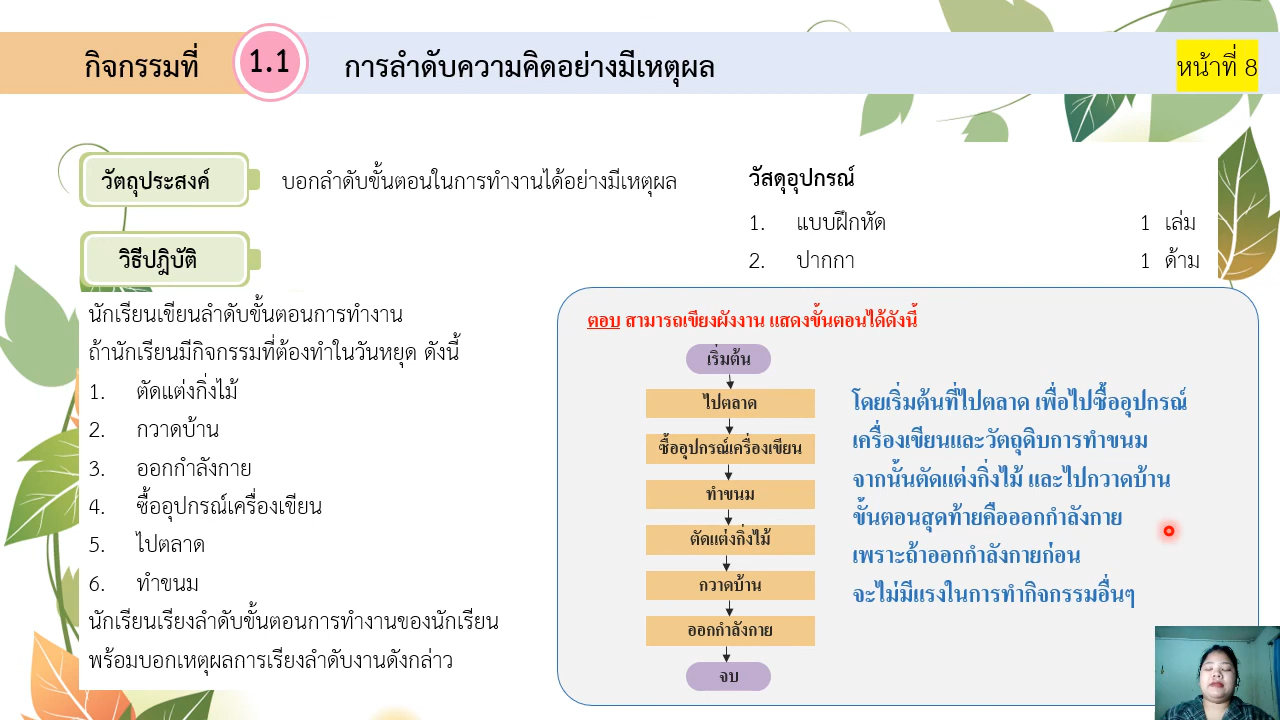 กิจกรรมที่ 1.1 การลำดับความคิดอย่างมีเหตุผล หน้าที่ 8
วัตถุประสงค์ บอกลำดับขั้นตอนในการทำงานได้อย่างมีเหตุผล
วัสดุอุปกรณ์
1. แบบฝึกหัด 1 เล่ม
2. ปากกา 1 ด้าม
วิธีปฏิบัติ
นักเรียนเขียนลำดับขั้นตอนการทำงาน
ถ้านักเรียนมีกิจกรรมที่ต้องทำในวันหยุด ดังนี้
1. ตัดแต่งกิ่งไม้
2. กวาดบ้าน
3. ออกกำลังกาย
4. ซื้ออุปกรณ์เครื่องเขียน
5. ไปตลาด
6. ทำขนม
นักเรียนเรียงลำดับขั้นตอนการทำงานของนักเรียน
พร้อมบอกเหตุผลการเรียงลำดับงานดังกล่าว
ตอบ สามารถเขียงผังงาน แสดงขั้นตอนได้ดังนี้
เริ่มต้น
ไปตลาด
ซื้ออุปกรณ์เครื่องเขียน
ทำขนม
ตัดแต่งกิ่งไม้
กวาดบ้าน
ออกกำลังกาย
จบ
โดยเริ่มต้นที่ไปตลาด เพื่อไปซื้ออุปกรณ์
เครื่องเขียนและวัตถุดิบการทำขนม
จากนั้นตัดแต่งกิ่งไม้ และไปกวาดบ้าน
ขั้นตอนสุดท้ายคือออกกำลังกาย
เพราะถ้าออกกำลังกายก่อน
จะไม่มีแรงในการทำกิจกรรมอื่นๆ